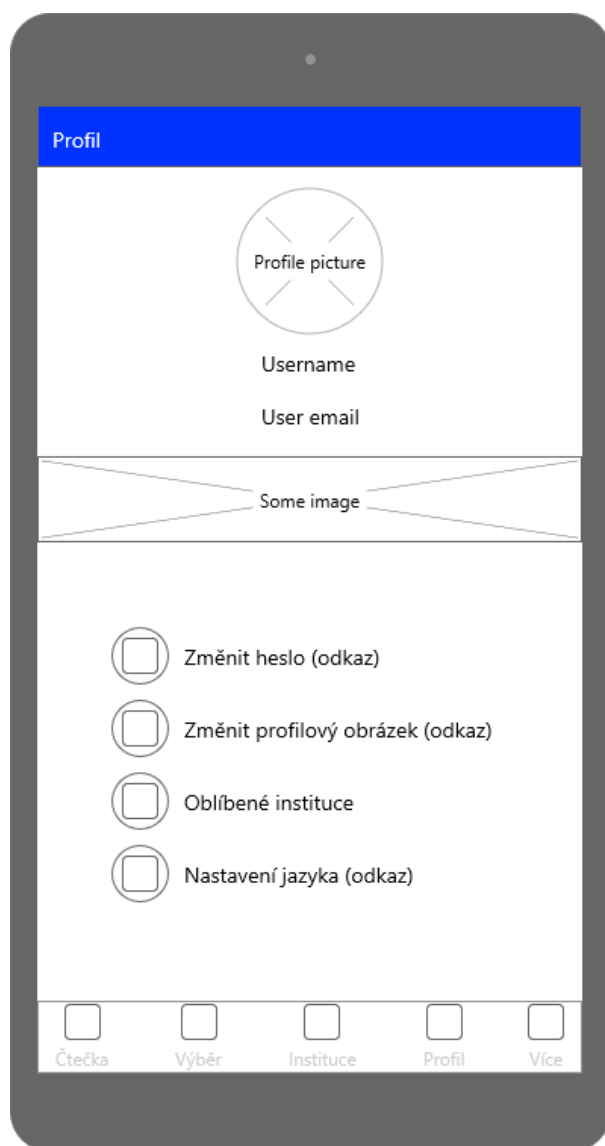 Profil
Profile picture
Username
User email
Some image
Změnit heslo (odkaz)
Změnit profilový obrázek (odkaz)
Oblíbené instituce
Nastavení jazyka (odkaz)
Čtečka Výběr Instituce Profil Více